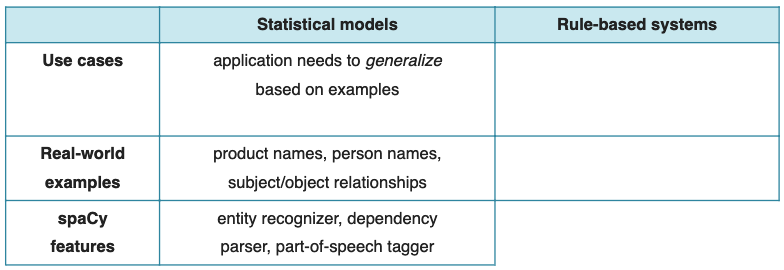 Statistical models Rule-based systems
Use cases application needs to generalize
based on examples
Real-world product names, person names,
examples subject/object relationships
spaCy entity recognizer, dependency
features parser, part-of-speech tagger